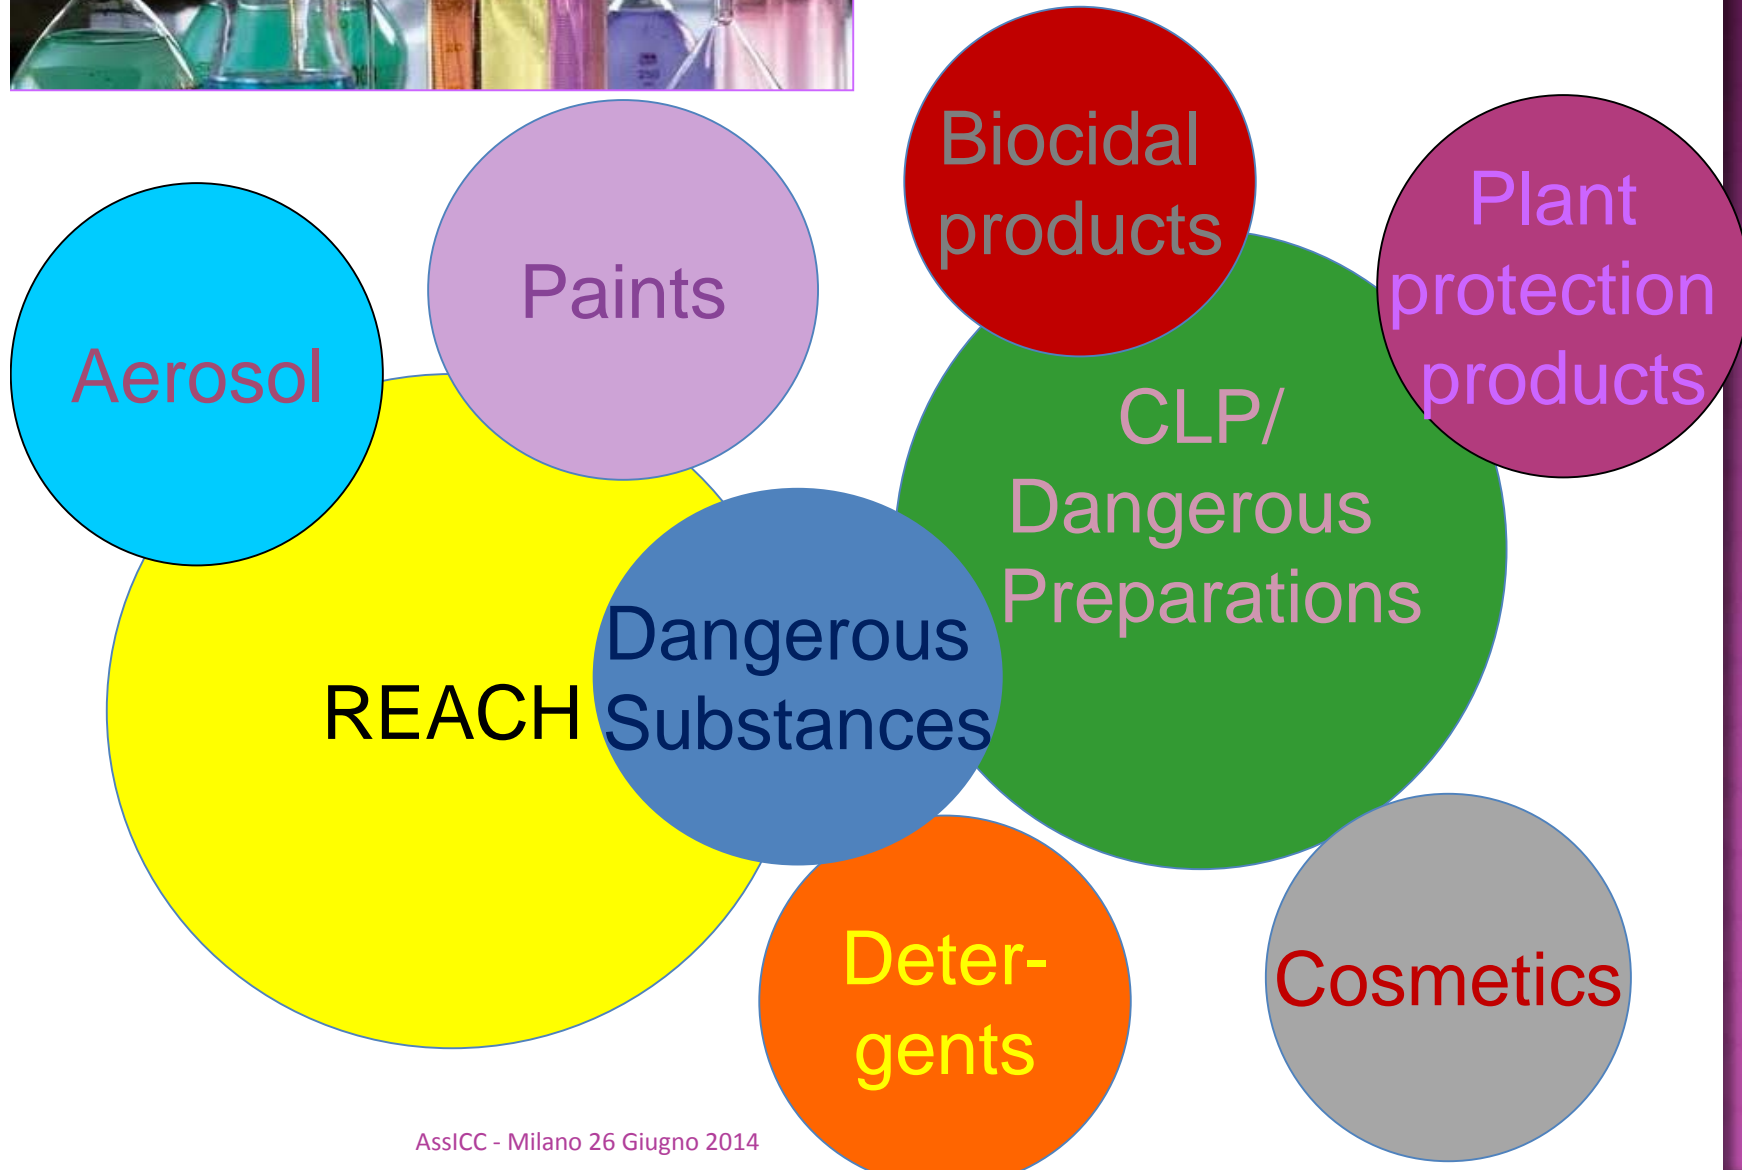 Biocidal
products
Plant
protection
products
Paints
Aerosol
CLP/
Dangerous
Preparations
Dangerous
Substances
REACH
Deter-
gents
Cosmetics
250
AssICC - Milano 26 Giugno 2014